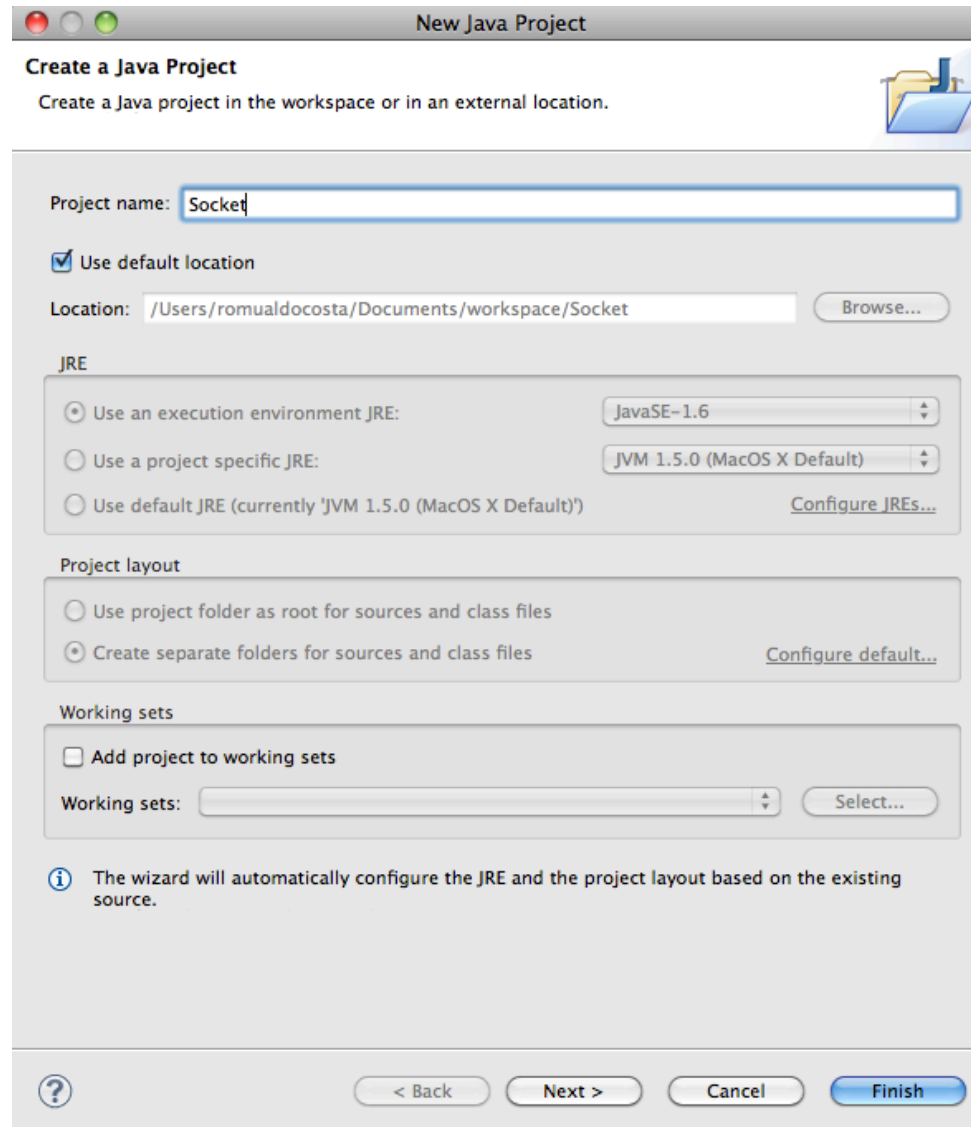 New Java Project
Create a Java Project
Create a Java project in the workspace or in an external location.
Project name: Socket
Use default location
Location: /Users/romualdocosta/Documents/workspace/Socket Browse...
JRE
Use an execution environment JRE: JavaSE-1.6
Use a project specific JRE: JVM 1.5.0 (MacOS X Default)
Use default JRE (currently 'JVM 1.5.0 (MacOS X Default)') Configure JREs...
Project layout
Use project folder as root for sources and class files
Create separate folders for sources and class files Configure default...
Working sets
Add project to working sets
Working sets: Select...
The wizard will automatically configure the JRE and the project layout based on the existing
source.
? < Back Next > Cancel Finish